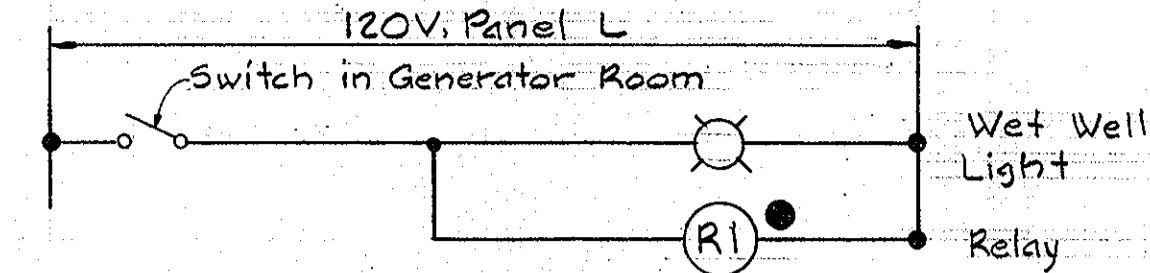 120V, Panel L
Switch in Generator Room
Wet Well
Light
R1
Relay